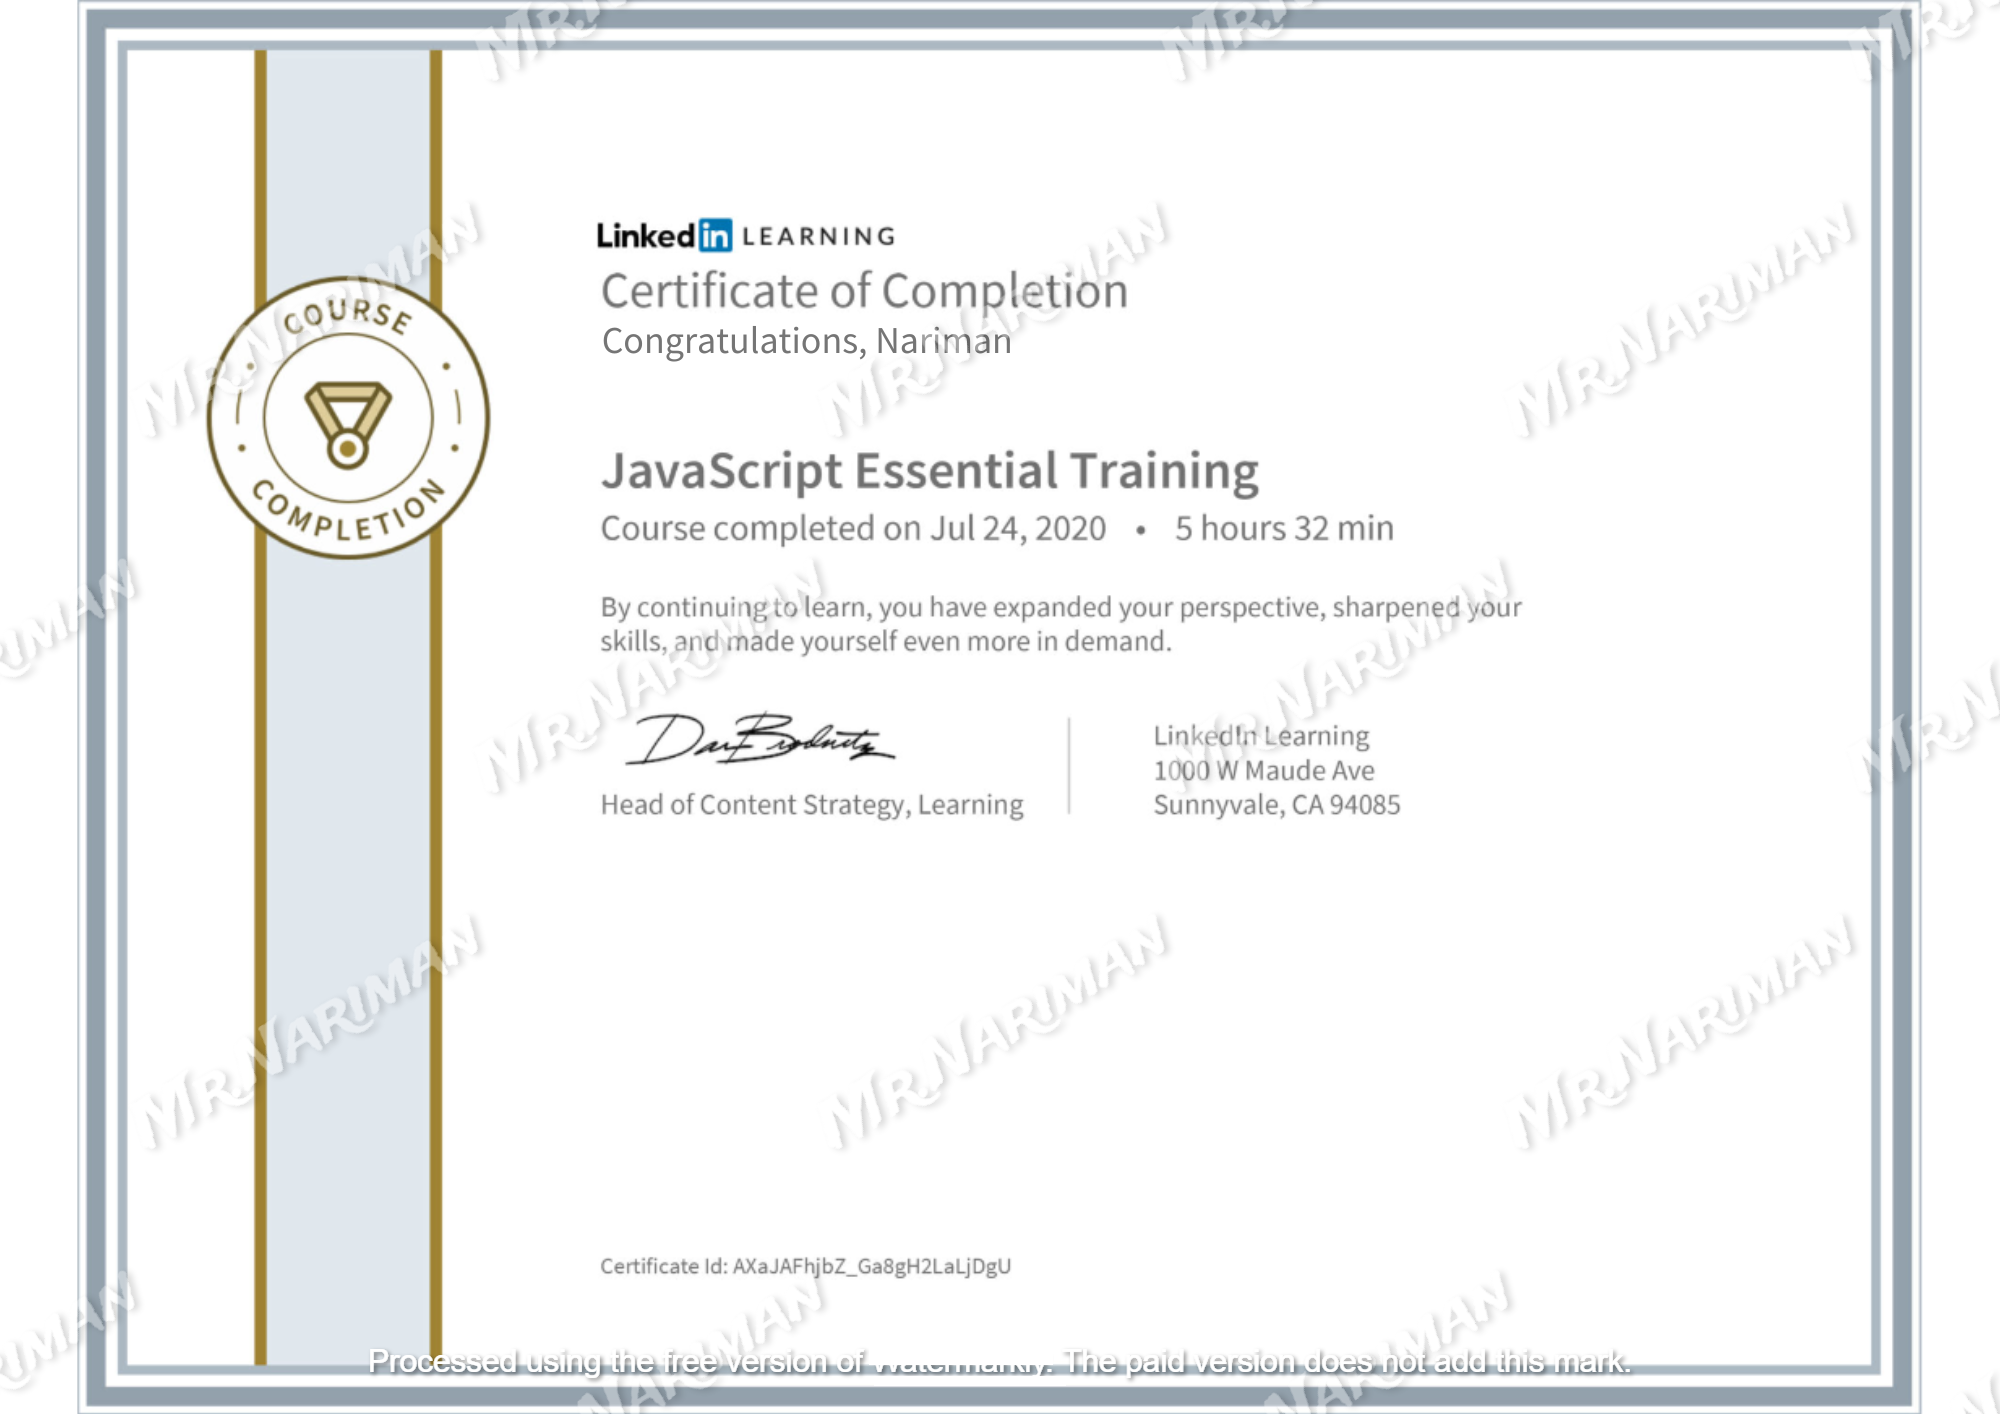 COURSE
COMPLETION
Linkedin LEARNING
Certificate of Completion
Congratulations, Nariman
JavaScript Essential Training
Course completed on Jul 24, 2020 • 5 hours 32 min
By continuing to learn, you have expanded your perspective, sharpened your
skills, and made yourself even more in demand.
Dan Brodnitz
Head of Content Strategy, Learning
LinkedIn Learning
1000 W Maude Ave
Sunnyvale, CA 94085
Certificate Id: AXaJAFhjbZ_Ga8gH2LaLjDgU
Processed using the free version of Watermarkly. The paid version does not add this mark.
MR.NARIMAN
MR.NARIMAN
MR.NARIMAN
MR.NARIMAN
MR.NARIMAN
MR.NARIMAN
MR.NARIMAN
MR.NARIMAN